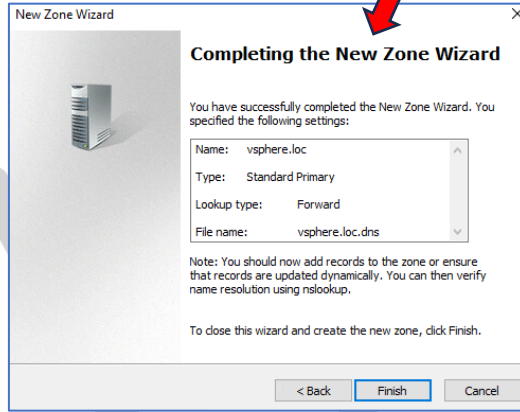 New Zone Wizard
Completing the New Zone Wizard
You have successfully completed the New Zone Wizard. You
specified the following settings:
Name: vsphere.loc
Type: Standard Primary
Lookup type: Forward
File name: vsphere.loc.dns
Note: You should now add records to the zone or ensure
that records are updated dynamically. You can then verify
name resolution using nslookup.
To close this wizard and create the new zone, click Finish.
< Back Finish Cancel